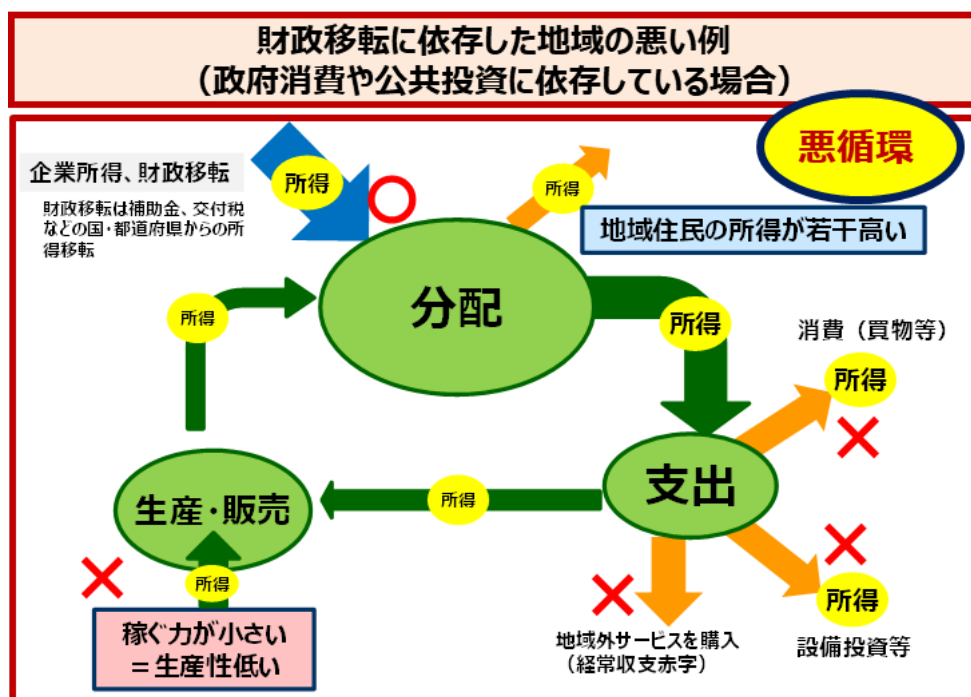 財政移転に依存した地域の悪い例
（政府消費や公共投資に依存している場合）
悪循環
企業所得、財政移転
財政移転は補助金、交付税
などの国・都道府県からの所
得移転
所得
所得
地域住民の所得が若干高い
分配
所得
所得
消費（買物等）
所得
支出
所得
生産・販売
所得
稼ぐ力が小さい
＝生産性低い
地域外サービスを購入
（経常収支赤字）
所得
設備投資等